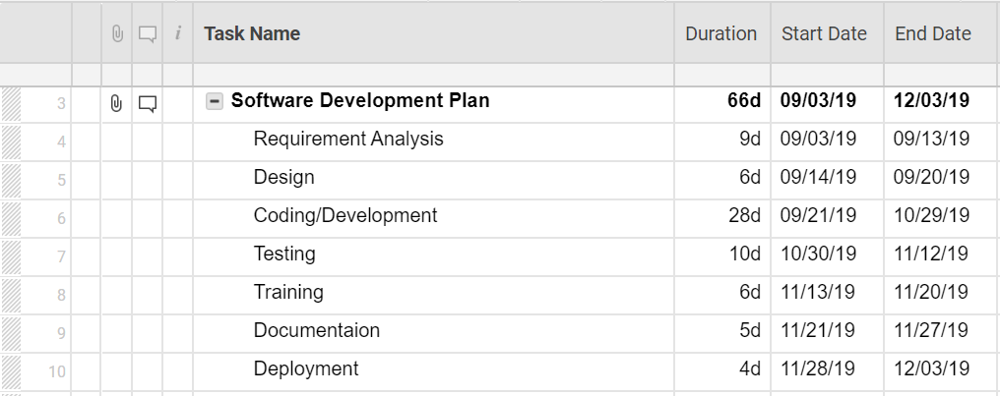 i Task Name Duration Start Date End Date
3 Software Development Plan 66d 09/03/19 12/03/19
4 Requirement Analysis 9d 09/03/19 09/13/19
5 Design 6d 09/14/19 09/20/19
6 Coding/Development 28d 09/21/19 10/29/19
7 Testing 10d 10/30/19 11/12/19
8 Training 6d 11/13/19 11/20/19
9 Documentaion 5d 11/21/19 11/27/19
10 Deployment 4d 11/28/19 12/03/19